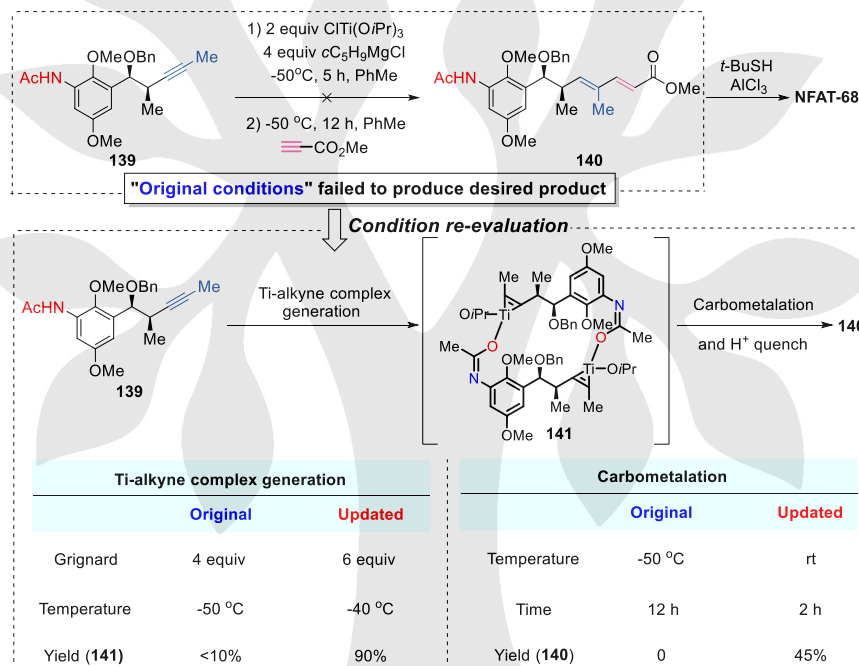 1) 2 equiv ClTi(OiPr)3
4 equiv cC5H9MgCl
-50°C, 5 h, PhMe
2) -50 °C, 12 h, PhMe
CO2Me
MeO OBn
Me
AcHN
Me
OMe
139
MeO OBn
O
AcHN
OMe
Me
Me
OMe
140
t-BuSH
AlCl3
NFAT-68
"Original conditions" failed to produce desired product
Condition re-evaluation
MeO OBn
Me
AcHN
Me
OMe
139
Ti-alkyne complex
generation
OMe
Me
Me
OiPr
Ti
N
OBn
OMe
O
O
Me
Me
MeO OBn
N
Ti
OiPr
Me
Me
OMe
141
Carbometalation
and H+ quench
140
Ti-alkyne complex generation
Original Updated
Grignard 4 equiv 6 equiv
Temperature -50 °C -40 °C
Yield (141) <10% 90%
Carbometalation
Original Updated
Temperature -50 °C rt
Time 12 h 2 h
Yield (140) 0 45%